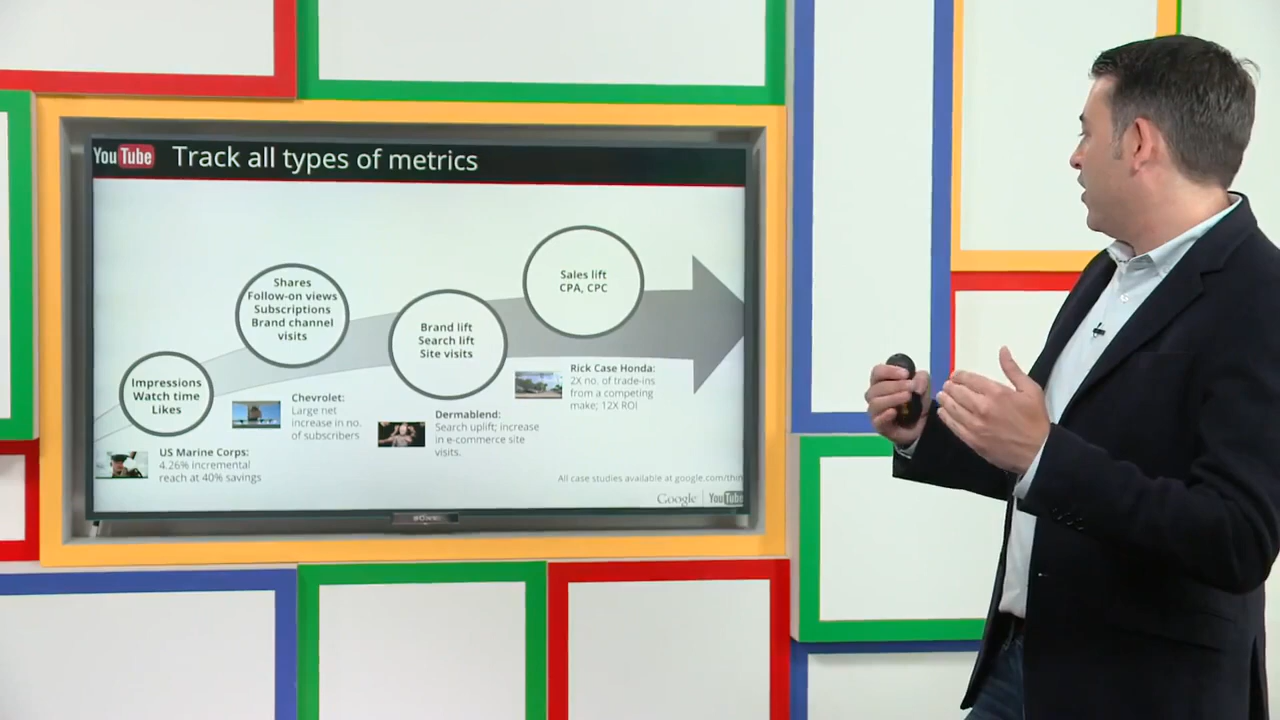 YouTube Track all types of metrics
Impressions
Watch time
Likes
US Marine Corps:
4.26% incremental
reach at 40% savings
Shares
Follow-on views
Subscriptions
Brand channel
visits
Chevrolet:
Large net
increase in no.
of subscribers
Brand lift
Search lift
Site visits
Dermablend:
Search uplift; increase
in e-commerce site
visits.
Sales lift
CPA, CPC
Rick Case Honda:
2X no. of trade-ins
from a competing
make; 12X ROI
All case studies available at google.com/thin
Google | YouTube
SONY